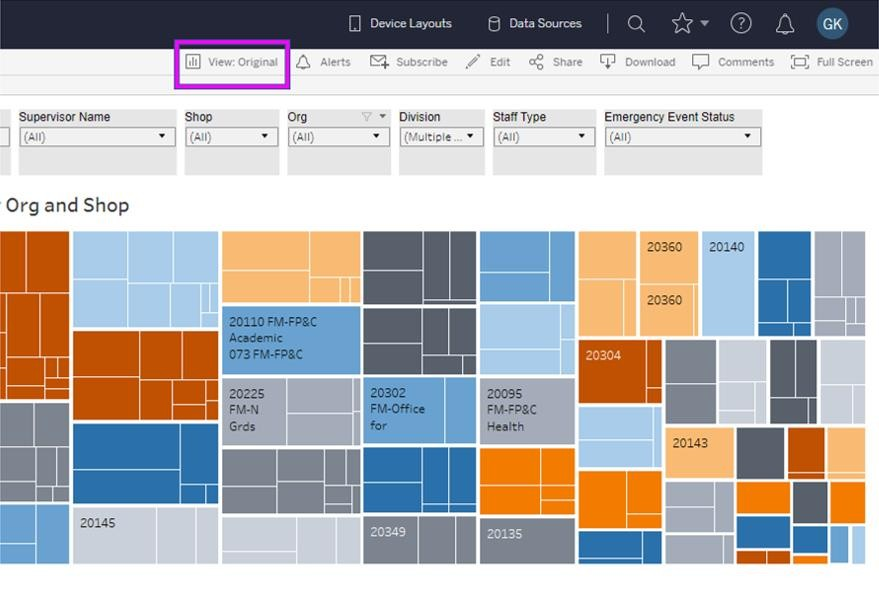 Device Layouts
Data Sources
GK
View: Original
Alerts
Subscribe
Edit
Share
Download
Comments
Full Screen
Supervisor Name
Shop
Org
Division
Staff Type
Emergency Event Status
(All)
(All)
(All)
(Multiple ...
(All)
(All)
Org and Shop
20360
20140
20360
20110 FM-FP&C
Academic
073 FM-FP&C
20304
20225
FM-N
Grds
20302
FM-Office
for
20095
FM-FP&C
Health
20143
20145
20349
20135